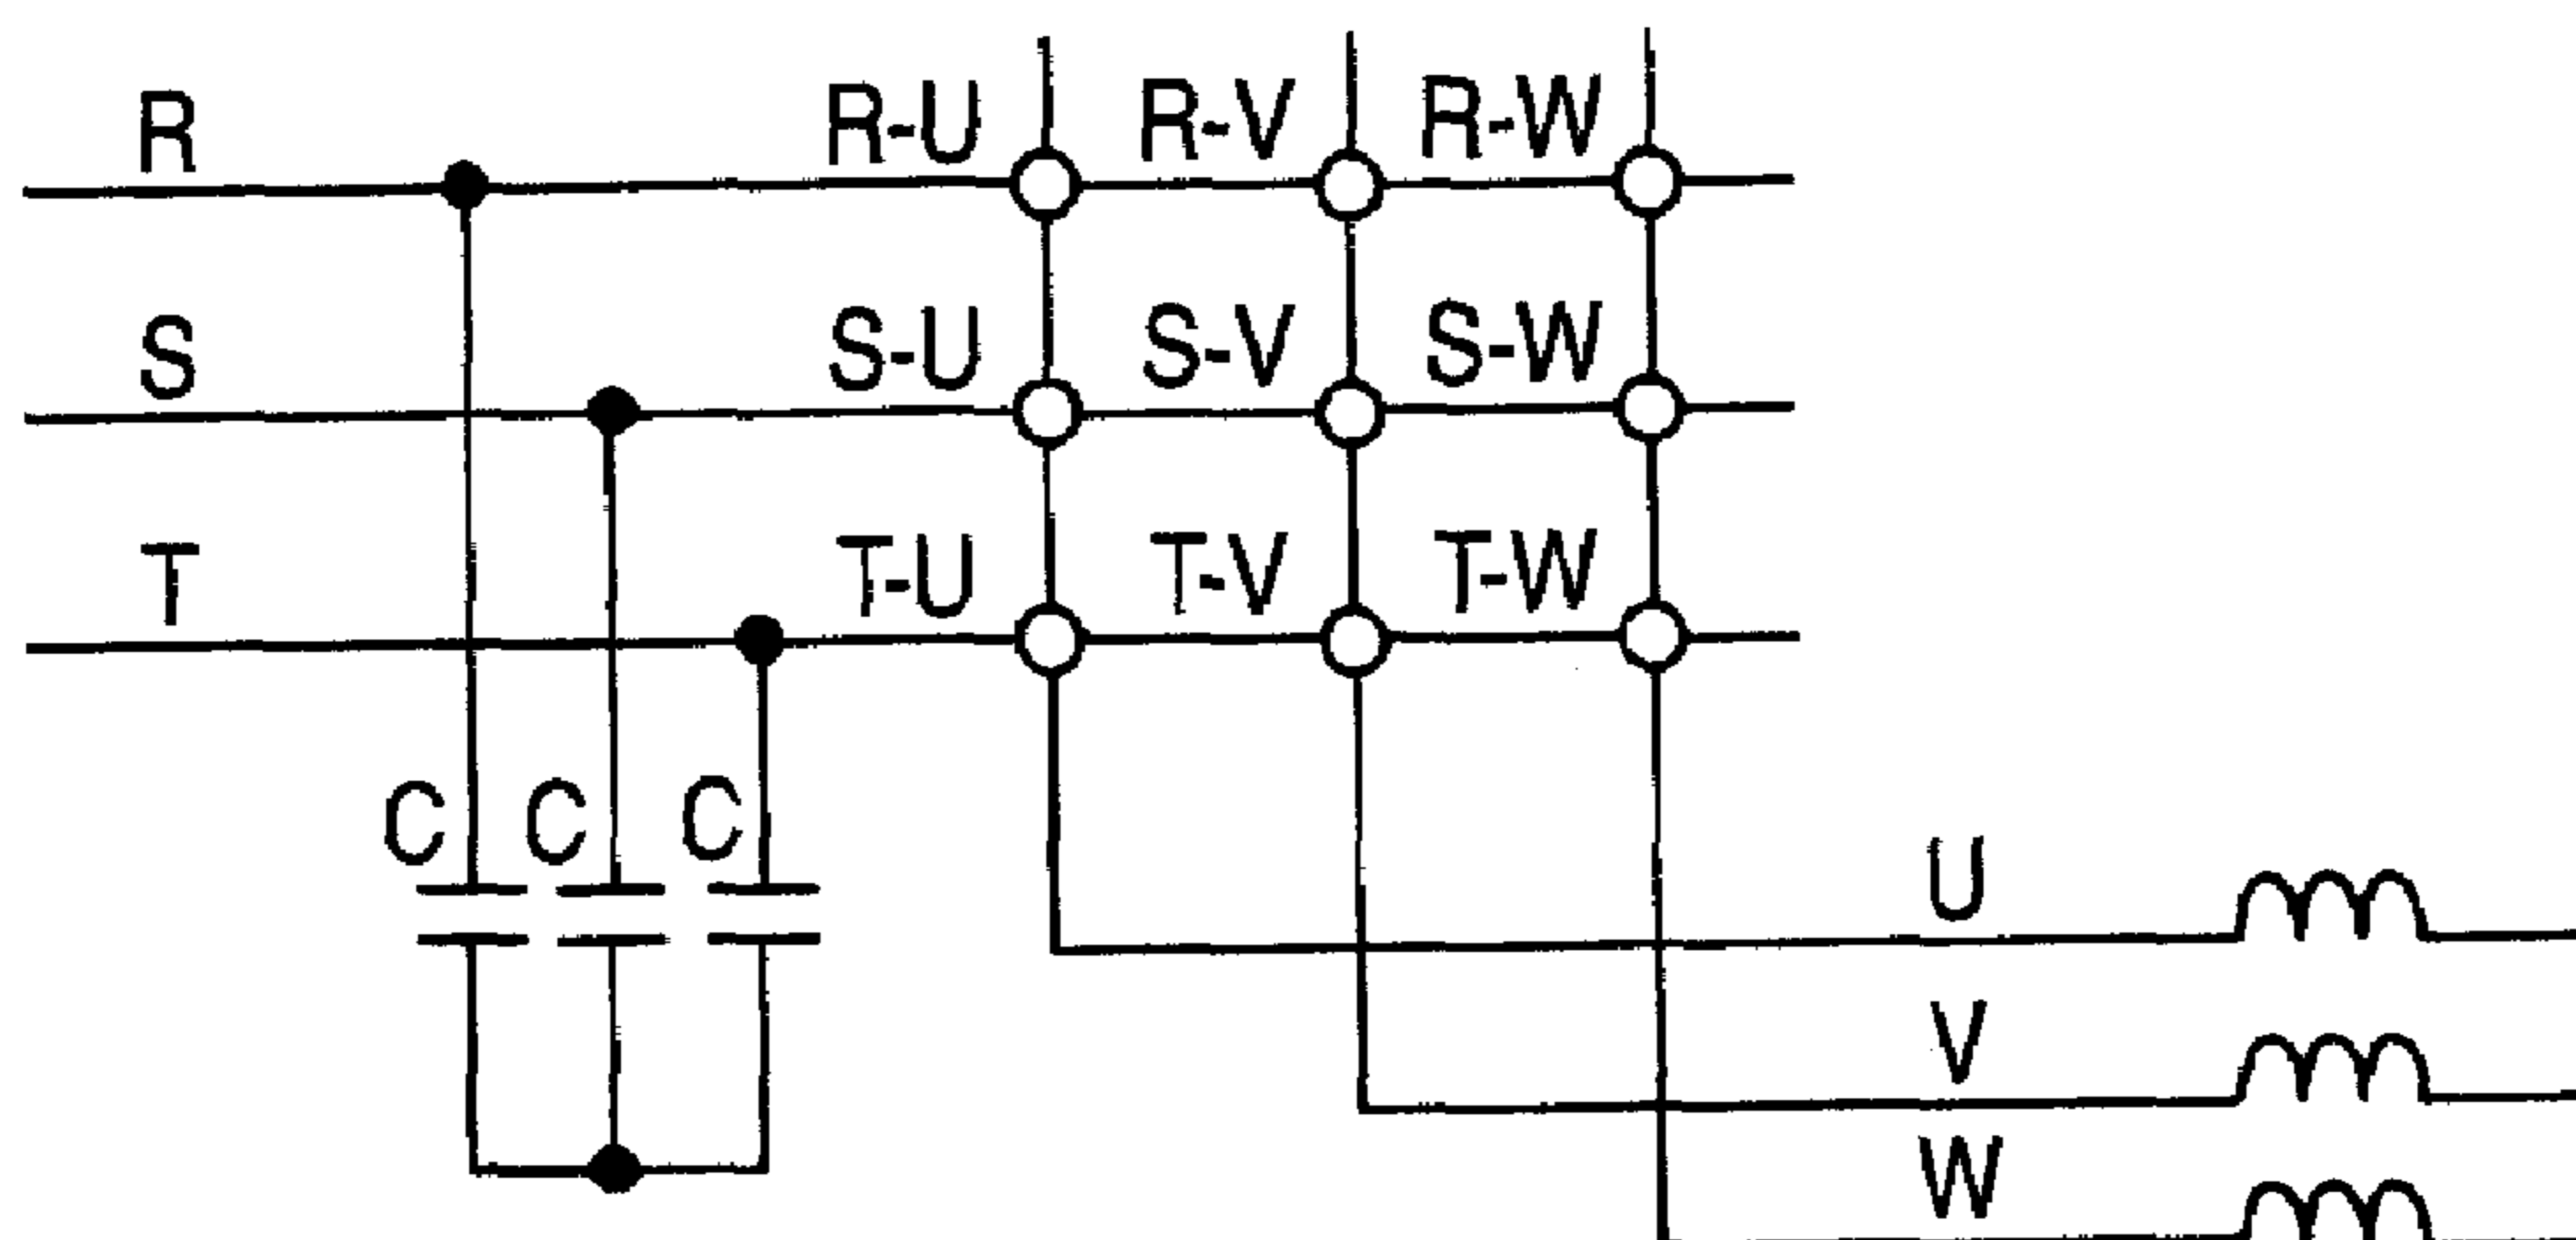 R R-U R-V R-W
S S-U S-V S-W
T T-U T-V T-W
C C C
U
V
W